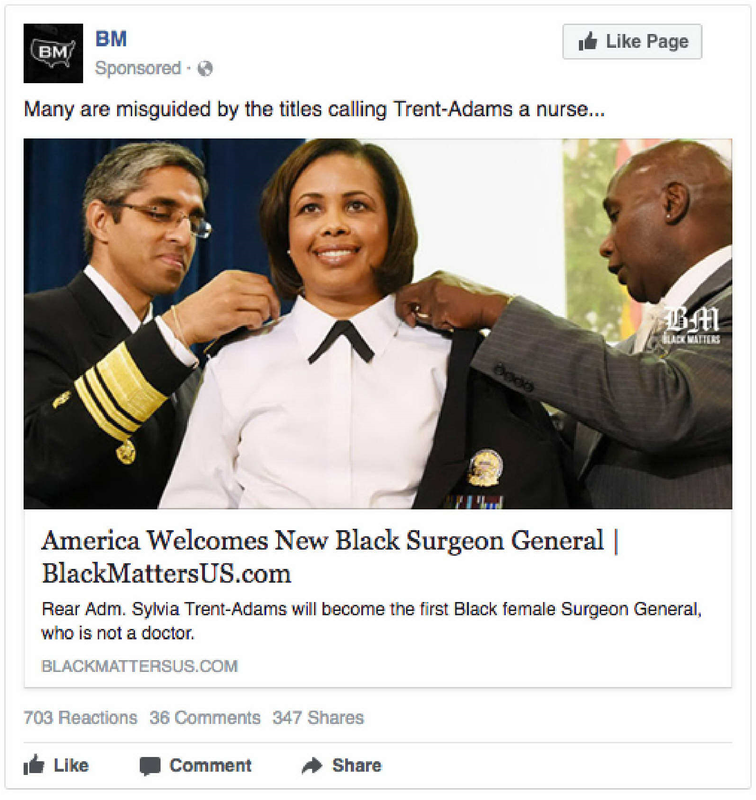 BM
BM
Like Page
Sponsored ·
Many are misguided by the titles calling Trent-Adams a nurse...
BM
BLACK MATTERS
America Welcomes New Black Surgeon General |
BlackMattersUS.com
Rear Adm. Sylvia Trent-Adams will become the first Black female Surgeon General,
who is not a doctor.
BLACKMATTERSUS.COM
703 Reactions 36 Comments 347 Shares
Like Comment Share